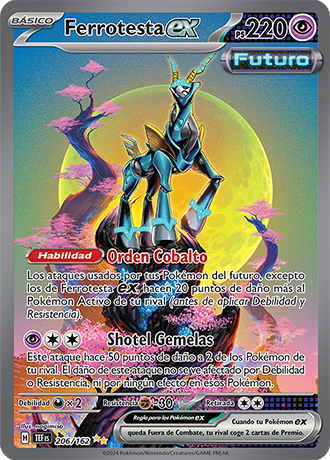 BÁSICO Ferrotesta ex PS 220
Futuro
Habilidad Orden Cobalto
Los ataques usados por tus Pokémon del futuro, excepto
los de Ferrotesta ex, hacen 20 puntos de daño más al
Pokémon Activo de tu rival (antes de aplicar Debilidad y
Resistencia).
Shotel Gemelas
Este ataque hace 50 puntos de daño a 2 de los Pokémon de
tu rival. El daño de este ataque no se ve afectado por Debilidad
o Resistencia, ni por ningún efecto en esos Pokémon.
Debilidad ×2 Resistencia -30 Retirada
Ilus. nagimiso
Regla para los Pokémon ex
Cuando tu Pokémon ex
queda Fuera de Combate, tu rival coge 2 cartas de Premio.
H TEF ES 206/162
©2024 Pokémon/Nintendo/Creatures/GAME FREAK